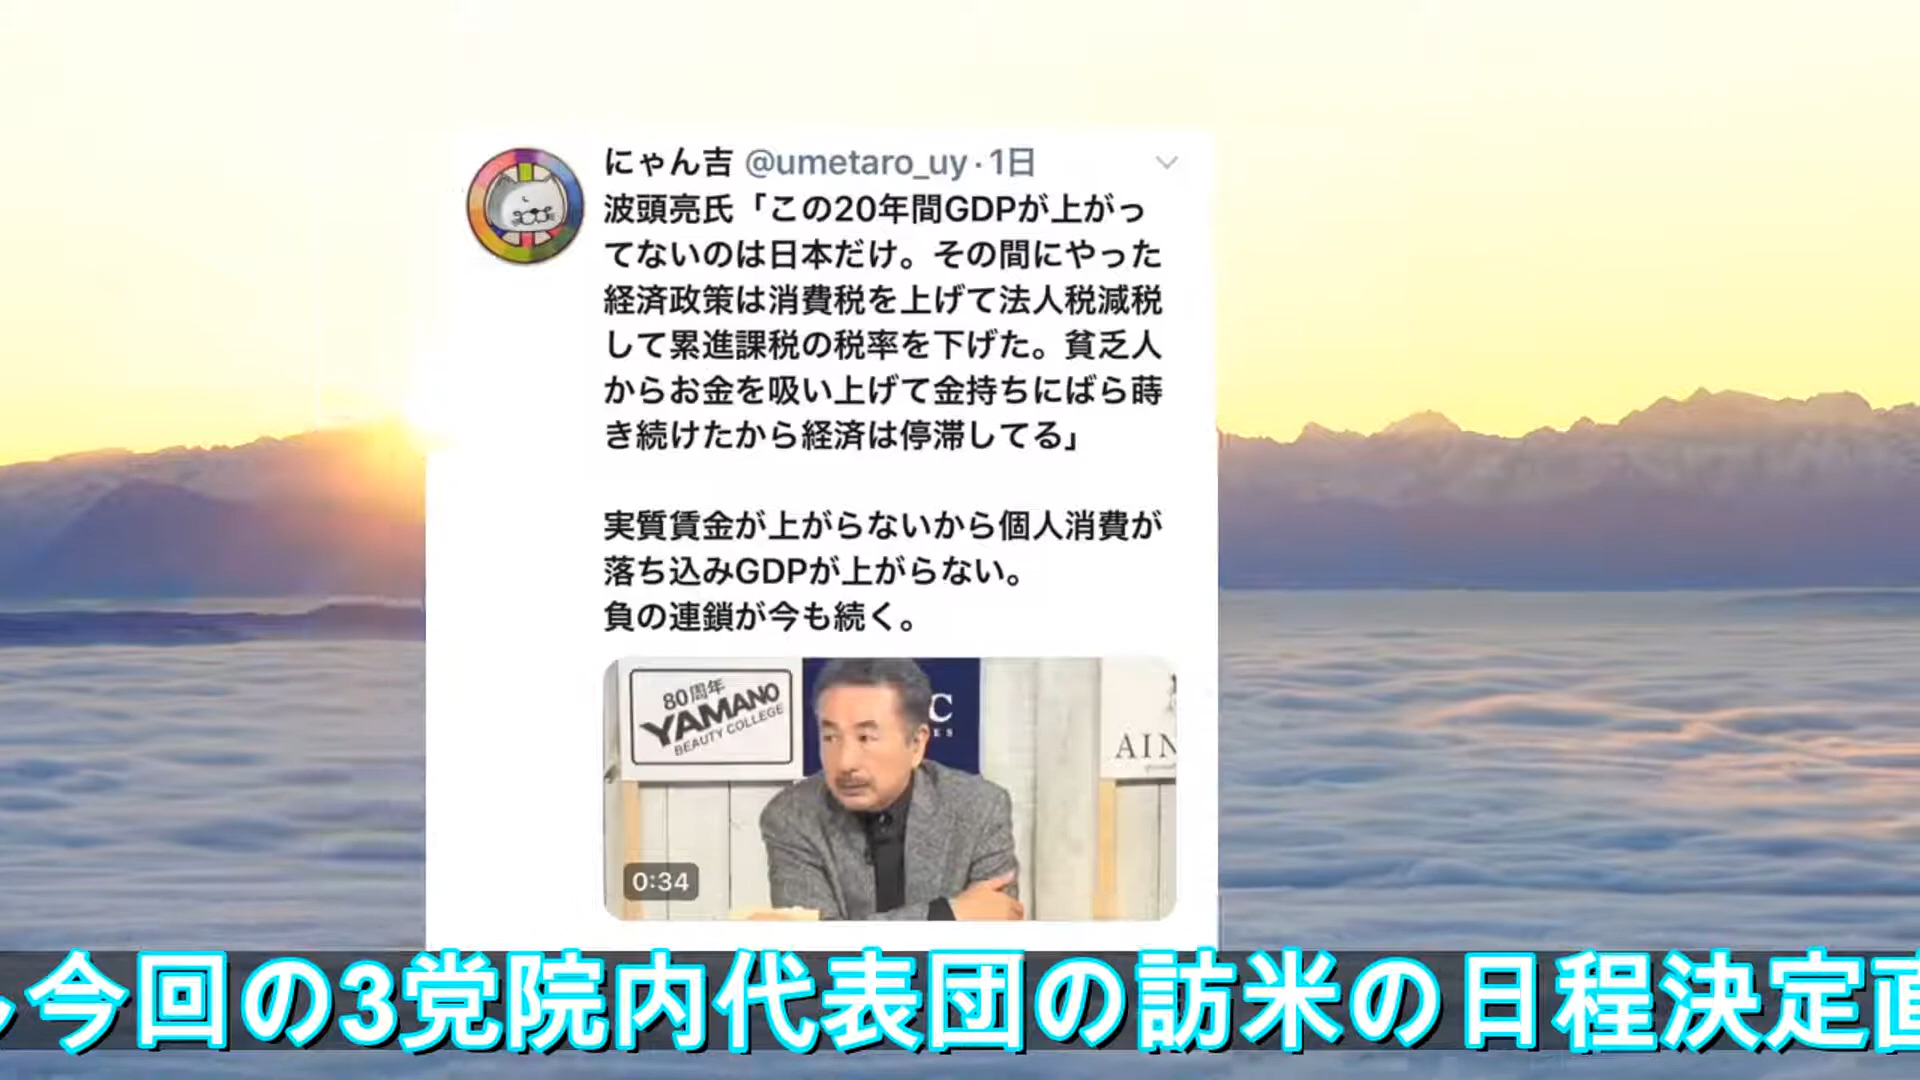 にゃん吉 @umetaro_uy · 1日
波頭亮氏「この20年間GDPが上がっ
てないのは日本だけ。その間にやった
経済政策は消費税を上げて法人税減税
して累進課税の税率を下げた。貧乏人
からお金を吸い上げて金持ちにばら蒔
き続けたから経済は停滞してる」
実質賃金が上がらないから個人消費が
落ち込みGDPが上がらない。
負の連鎖が今も続く。
80周年
YAMANO
BEAUTY COLLEGE
C
ES
AIN
0:34
今回の3党院内代表団の訪米の日程決定直